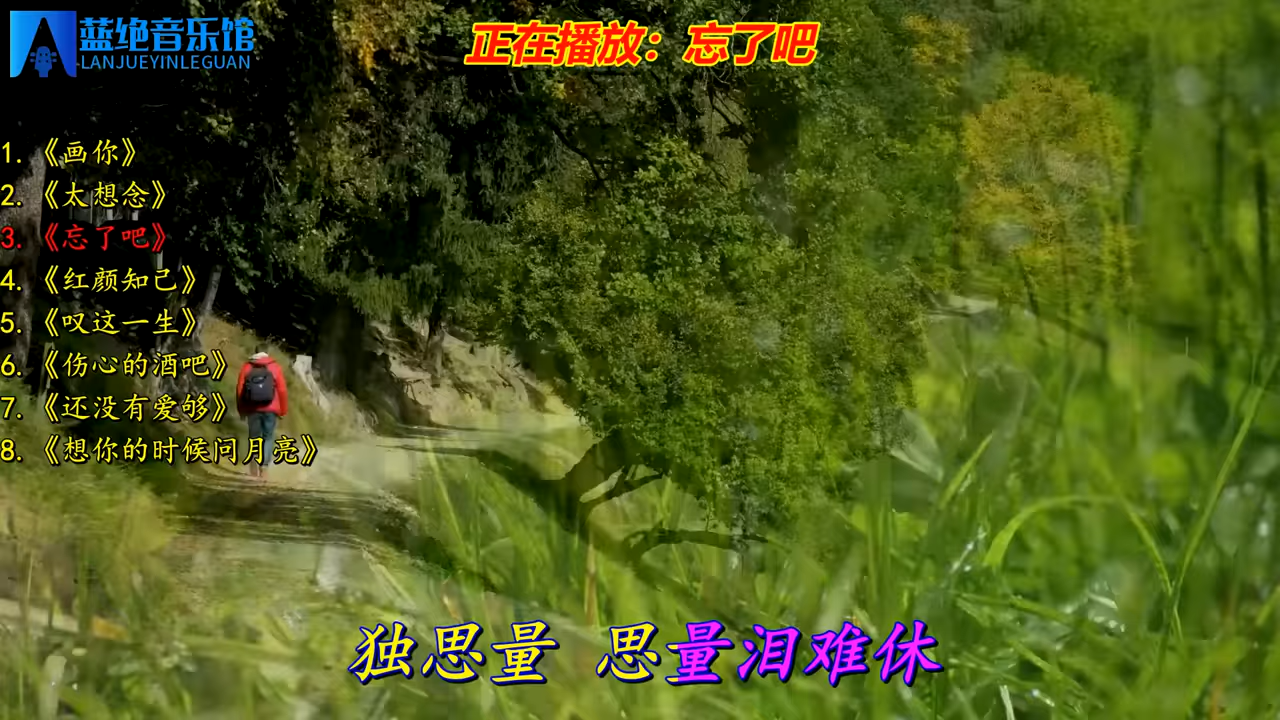 蓝绝音乐馆
LANJUEYINLEGUAN
正在播放：忘了吧
1.《画你》
2.《太想念》
3.《忘了吧》
4.《红颜知己》
5.《叹这一生》
6.《伤心的酒吧》
7.《还没有爱够》
8.《想你的时候问月亮》
独思量 思量泪难休